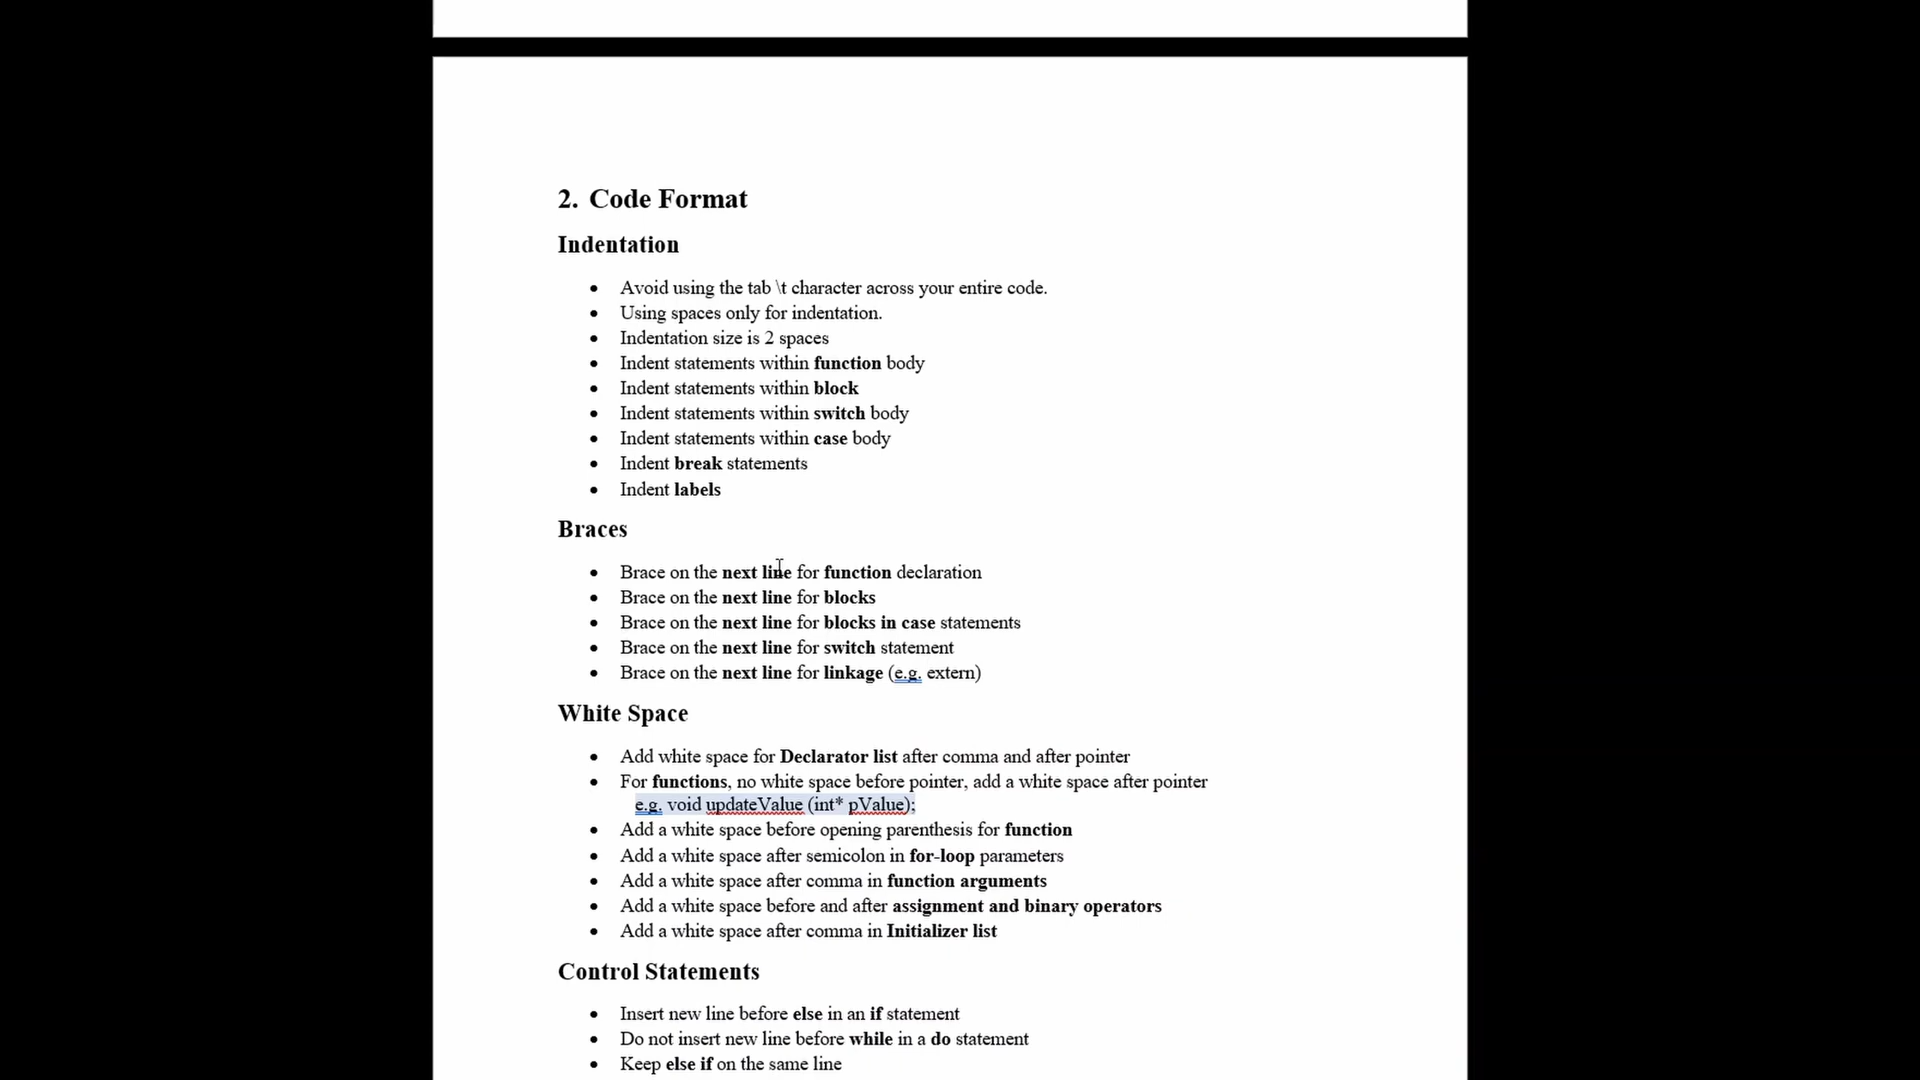 2. Code Format
Indentation
• Avoid using the tab \t character across your entire code.
• Using spaces only for indentation.
• Indentation size is 2 spaces
• Indent statements within function body
• Indent statements within block
• Indent statements within switch body
• Indent statements within case body
• Indent break statements
• Indent labels
Braces
• Brace on the next line for function declaration
• Brace on the next line for blocks
• Brace on the next line for blocks in case statements
• Brace on the next line for switch statement
• Brace on the next line for linkage (e.g. extern)
White Space
• Add white space for Declarator list after comma and after pointer
• For functions, no white space before pointer, add a white space after pointer
e.g. void updateValue (int* pValue);
• Add a white space before opening parenthesis for function
• Add a white space after semicolon in for-loop parameters
• Add a white space after comma in function arguments
• Add a white space before and after assignment and binary operators
• Add a white space after comma in Initializer list
Control Statements
• Insert new line before else in an if statement
• Do not insert new line before while in a do statement
• Keep else if on the same line